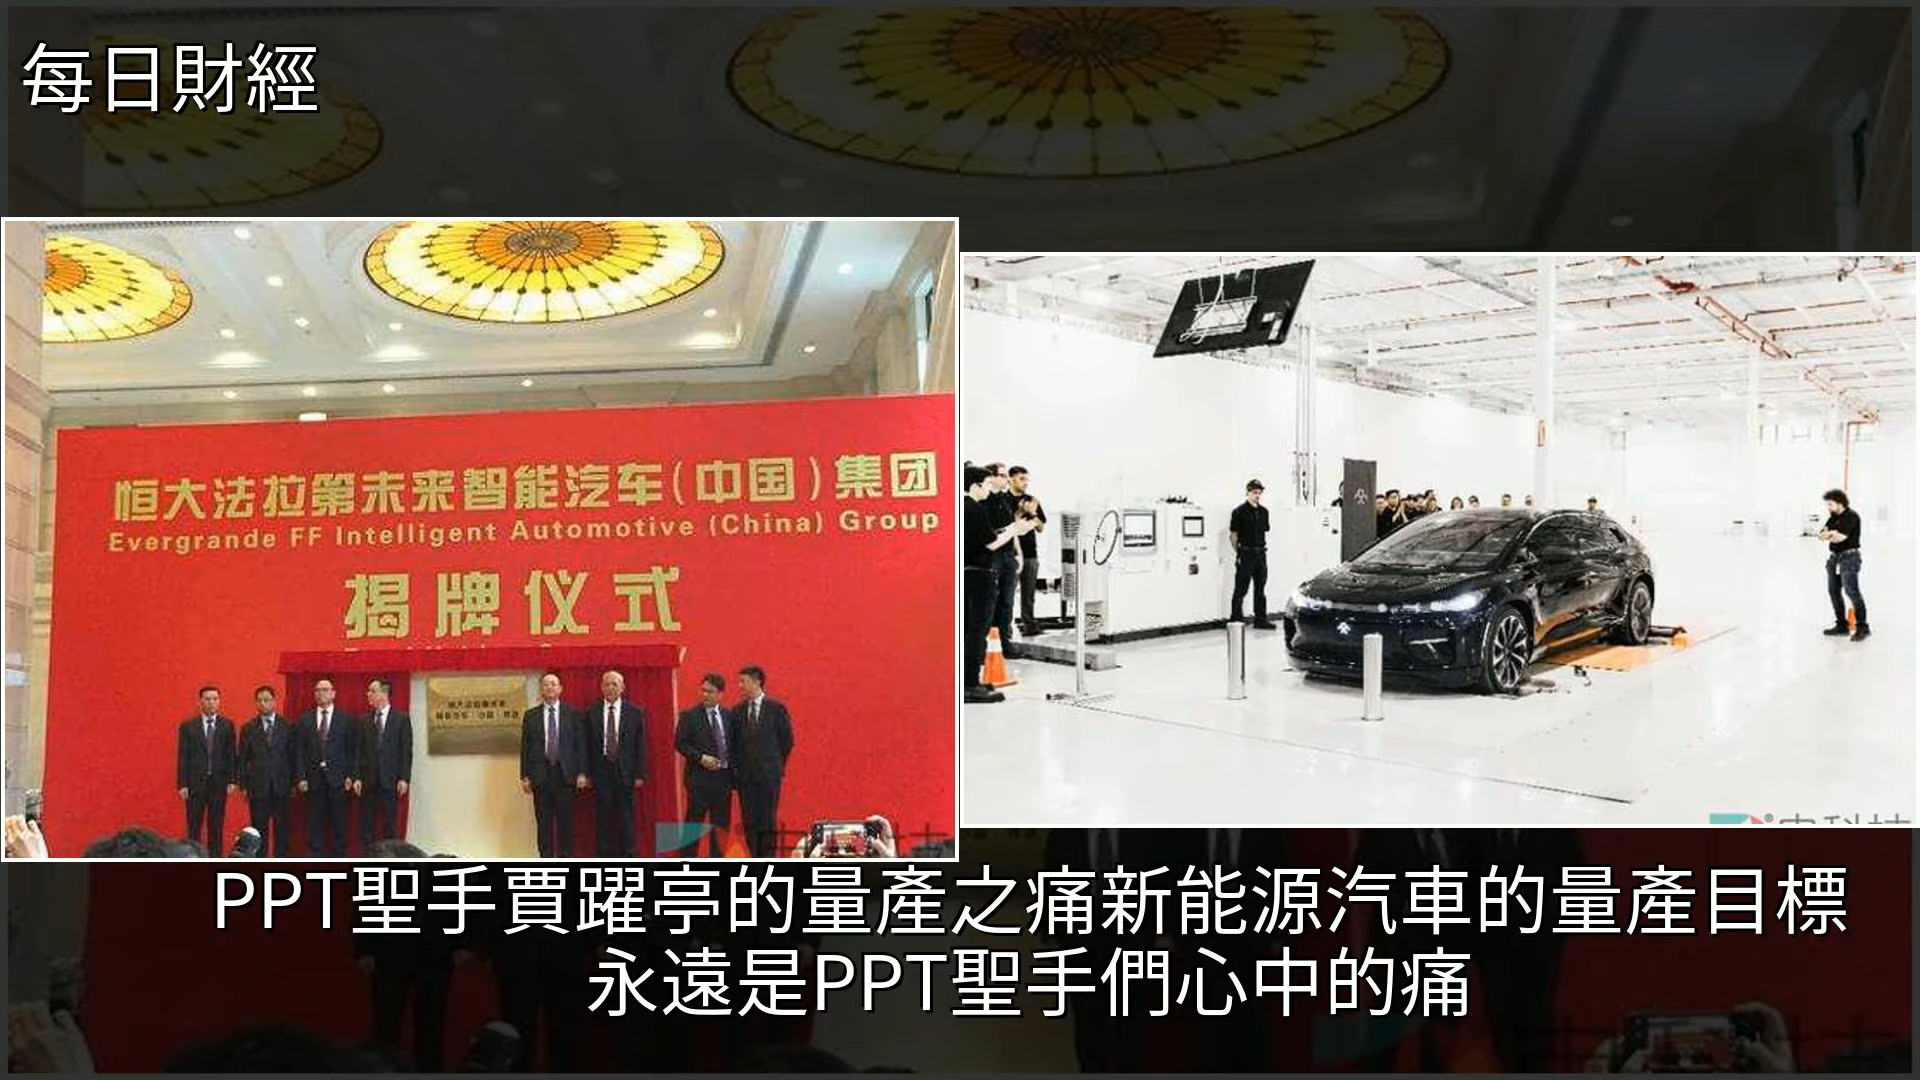 每日財經
恒大法拉第未来智能汽车(中国)集团
Evergrande FF Intelligent Automotive (China) Group
揭牌仪式
PPT聖手賈躍亭的量產之痛新能源汽車的量產目標
永遠是PPT聖手們心中的痛